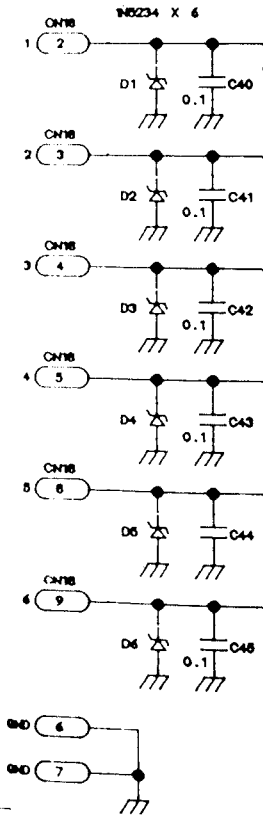 1N5234 X 6
CN18
1 2
D1 C40
0.1
CN18
2 3
D2 C41
0.1
CN18
3 4
D3 C42
0.1
CN18
4 5
D4 C43
0.1
CN18
5 8
D5 C44
CN18
6 9
D6 C45
0.1
GND 6
GND 7